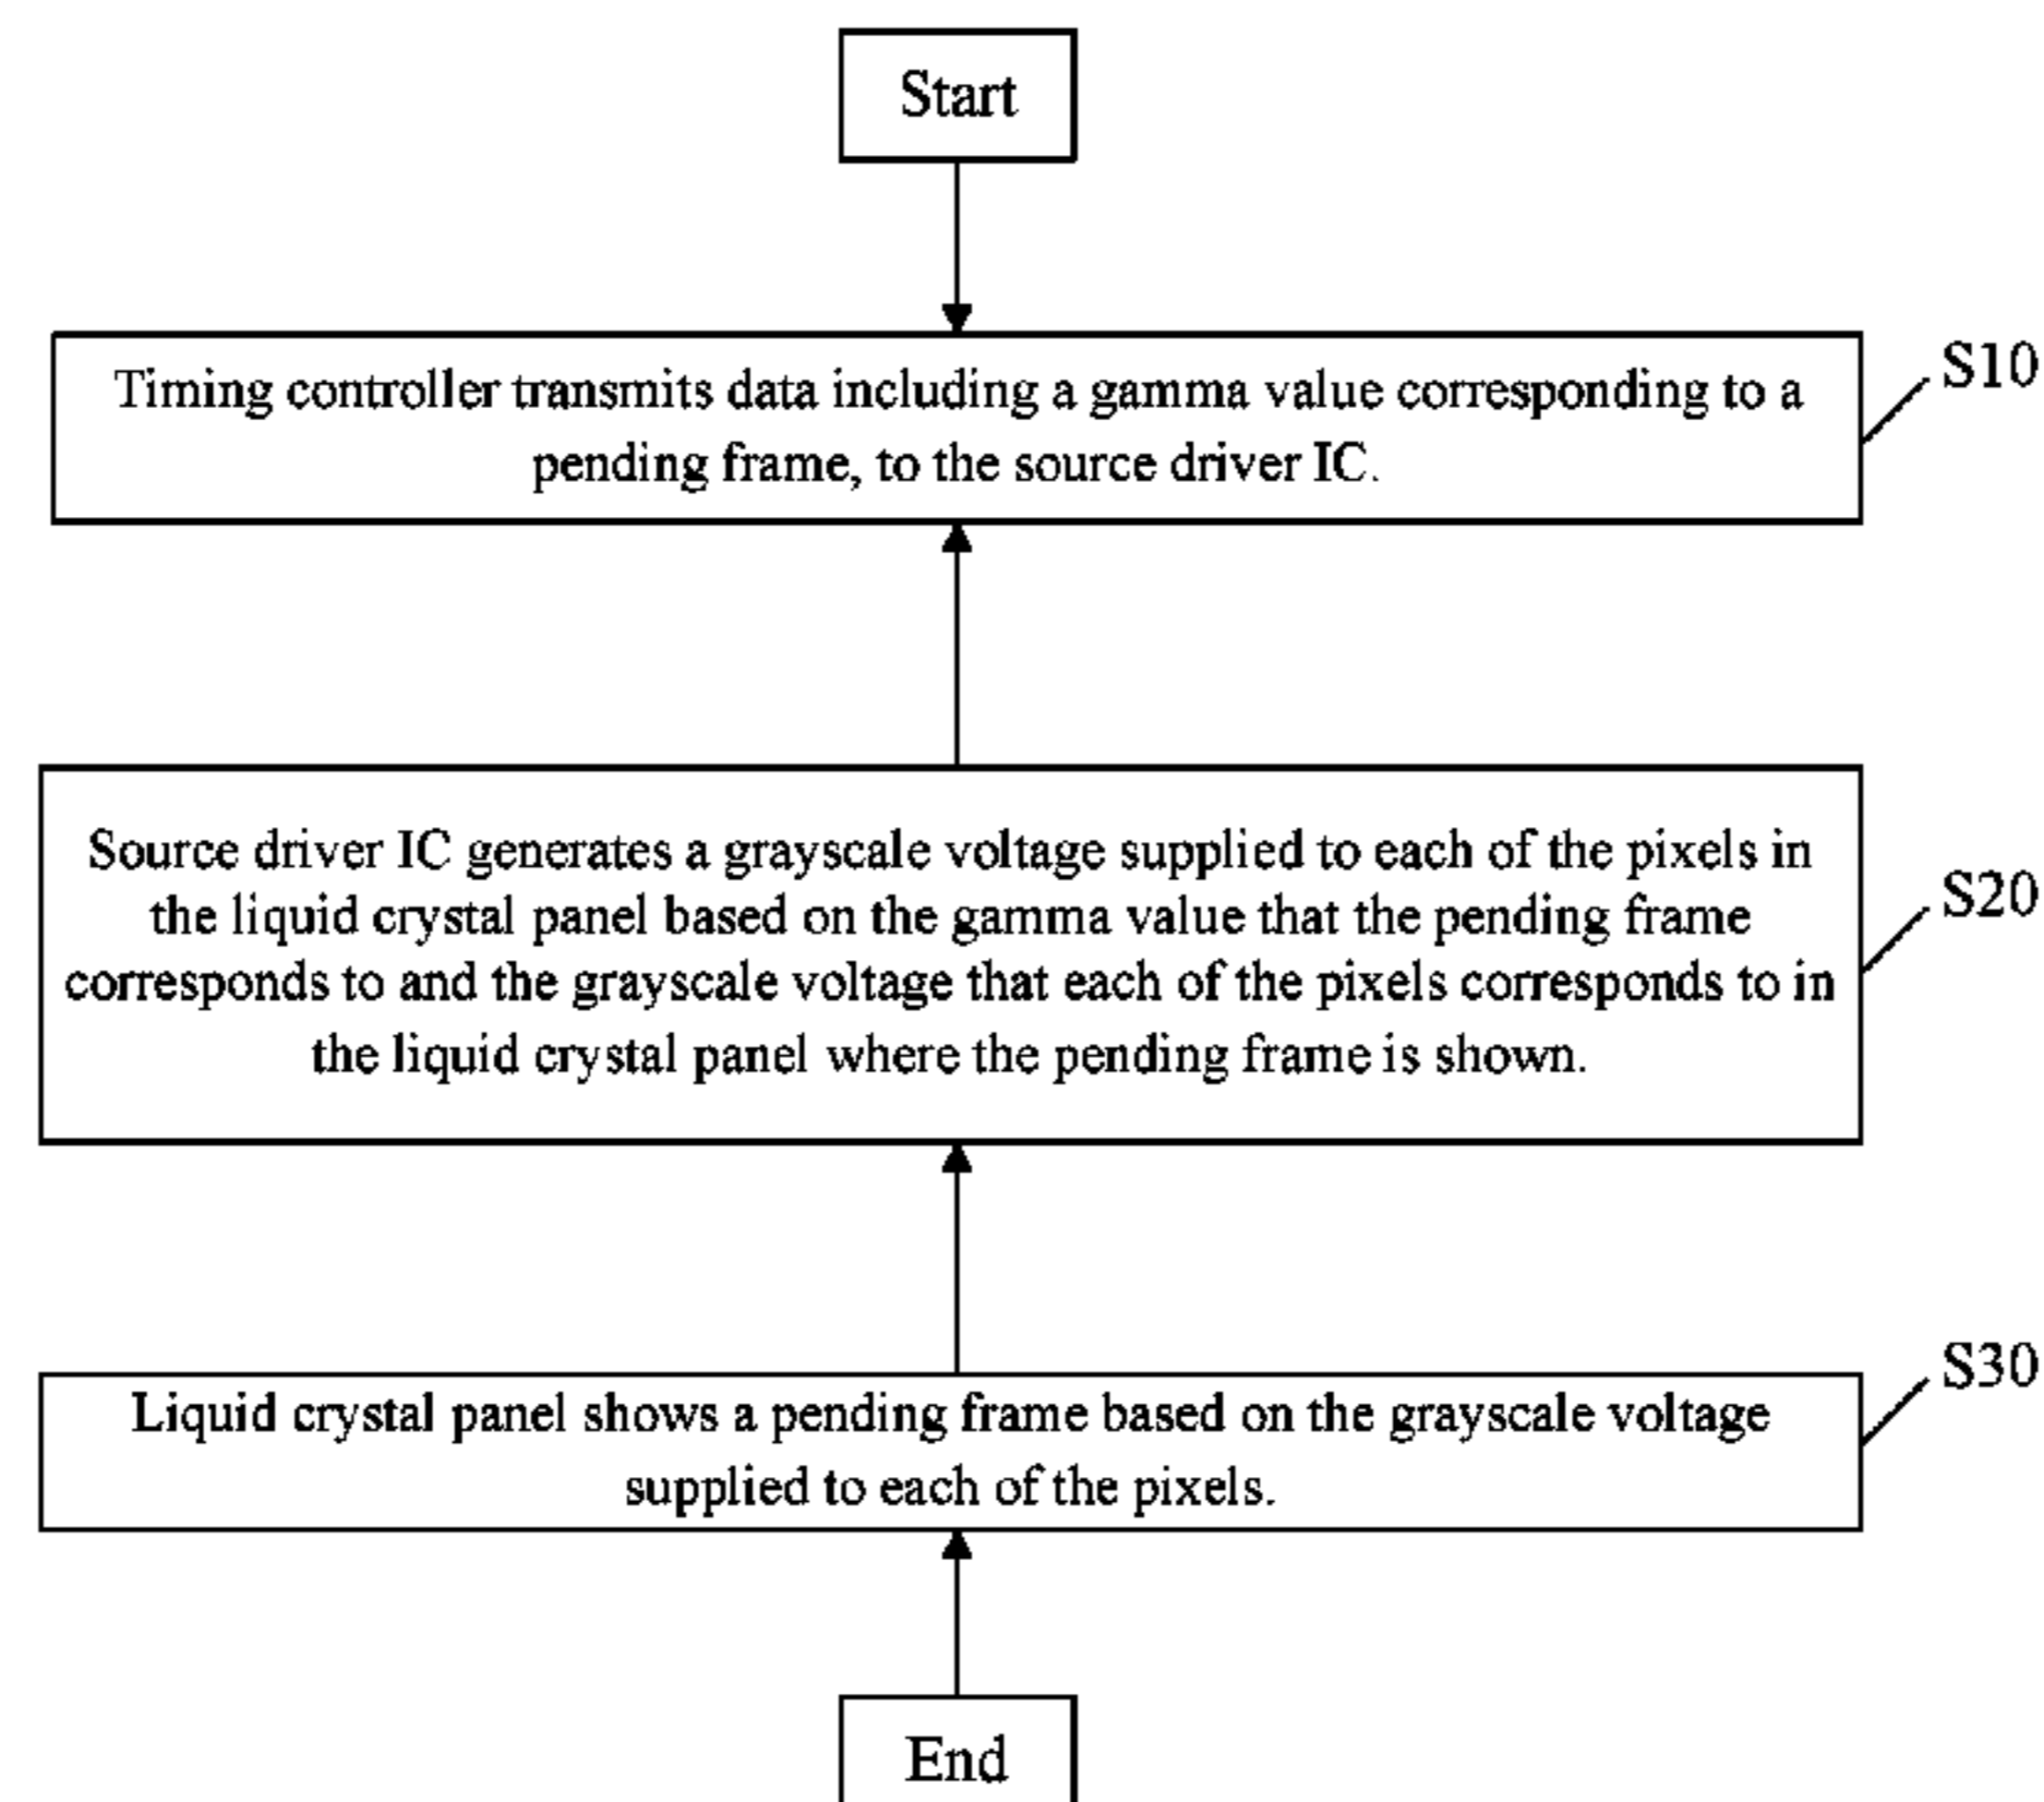 Start
Timing controller transmits data including a gamma value corresponding to a
pending frame, to the source driver IC.
S10
Source driver IC generates a grayscale voltage supplied to each of the pixels in
the liquid crystal panel based on the gamma value that the pending frame
corresponds to and the grayscale voltage that each of the pixels corresponds to in
the liquid crystal panel where the pending frame is shown.
S20
Liquid crystal panel shows a pending frame based on the grayscale voltage
supplied to each of the pixels.
S30
End